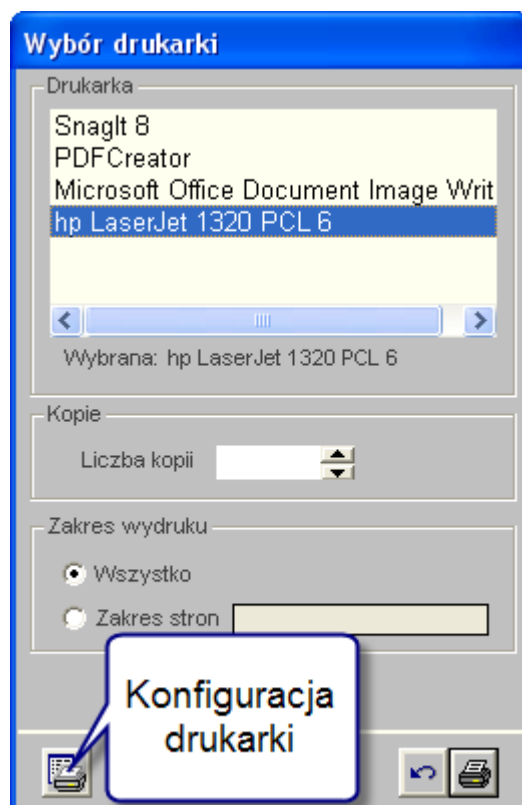 Wybór drukarki
Drukarka
SnagIt 8
PDFCreator
Microsoft Office Document Image Writ
hp LaserJet 1320 PCL 6
Wybrana: hp LaserJet 1320 PCL 6
Kopie
Liczba kopii
Zakres wydruku
Wszystko
Zakres stron
Konfiguracja
drukarki